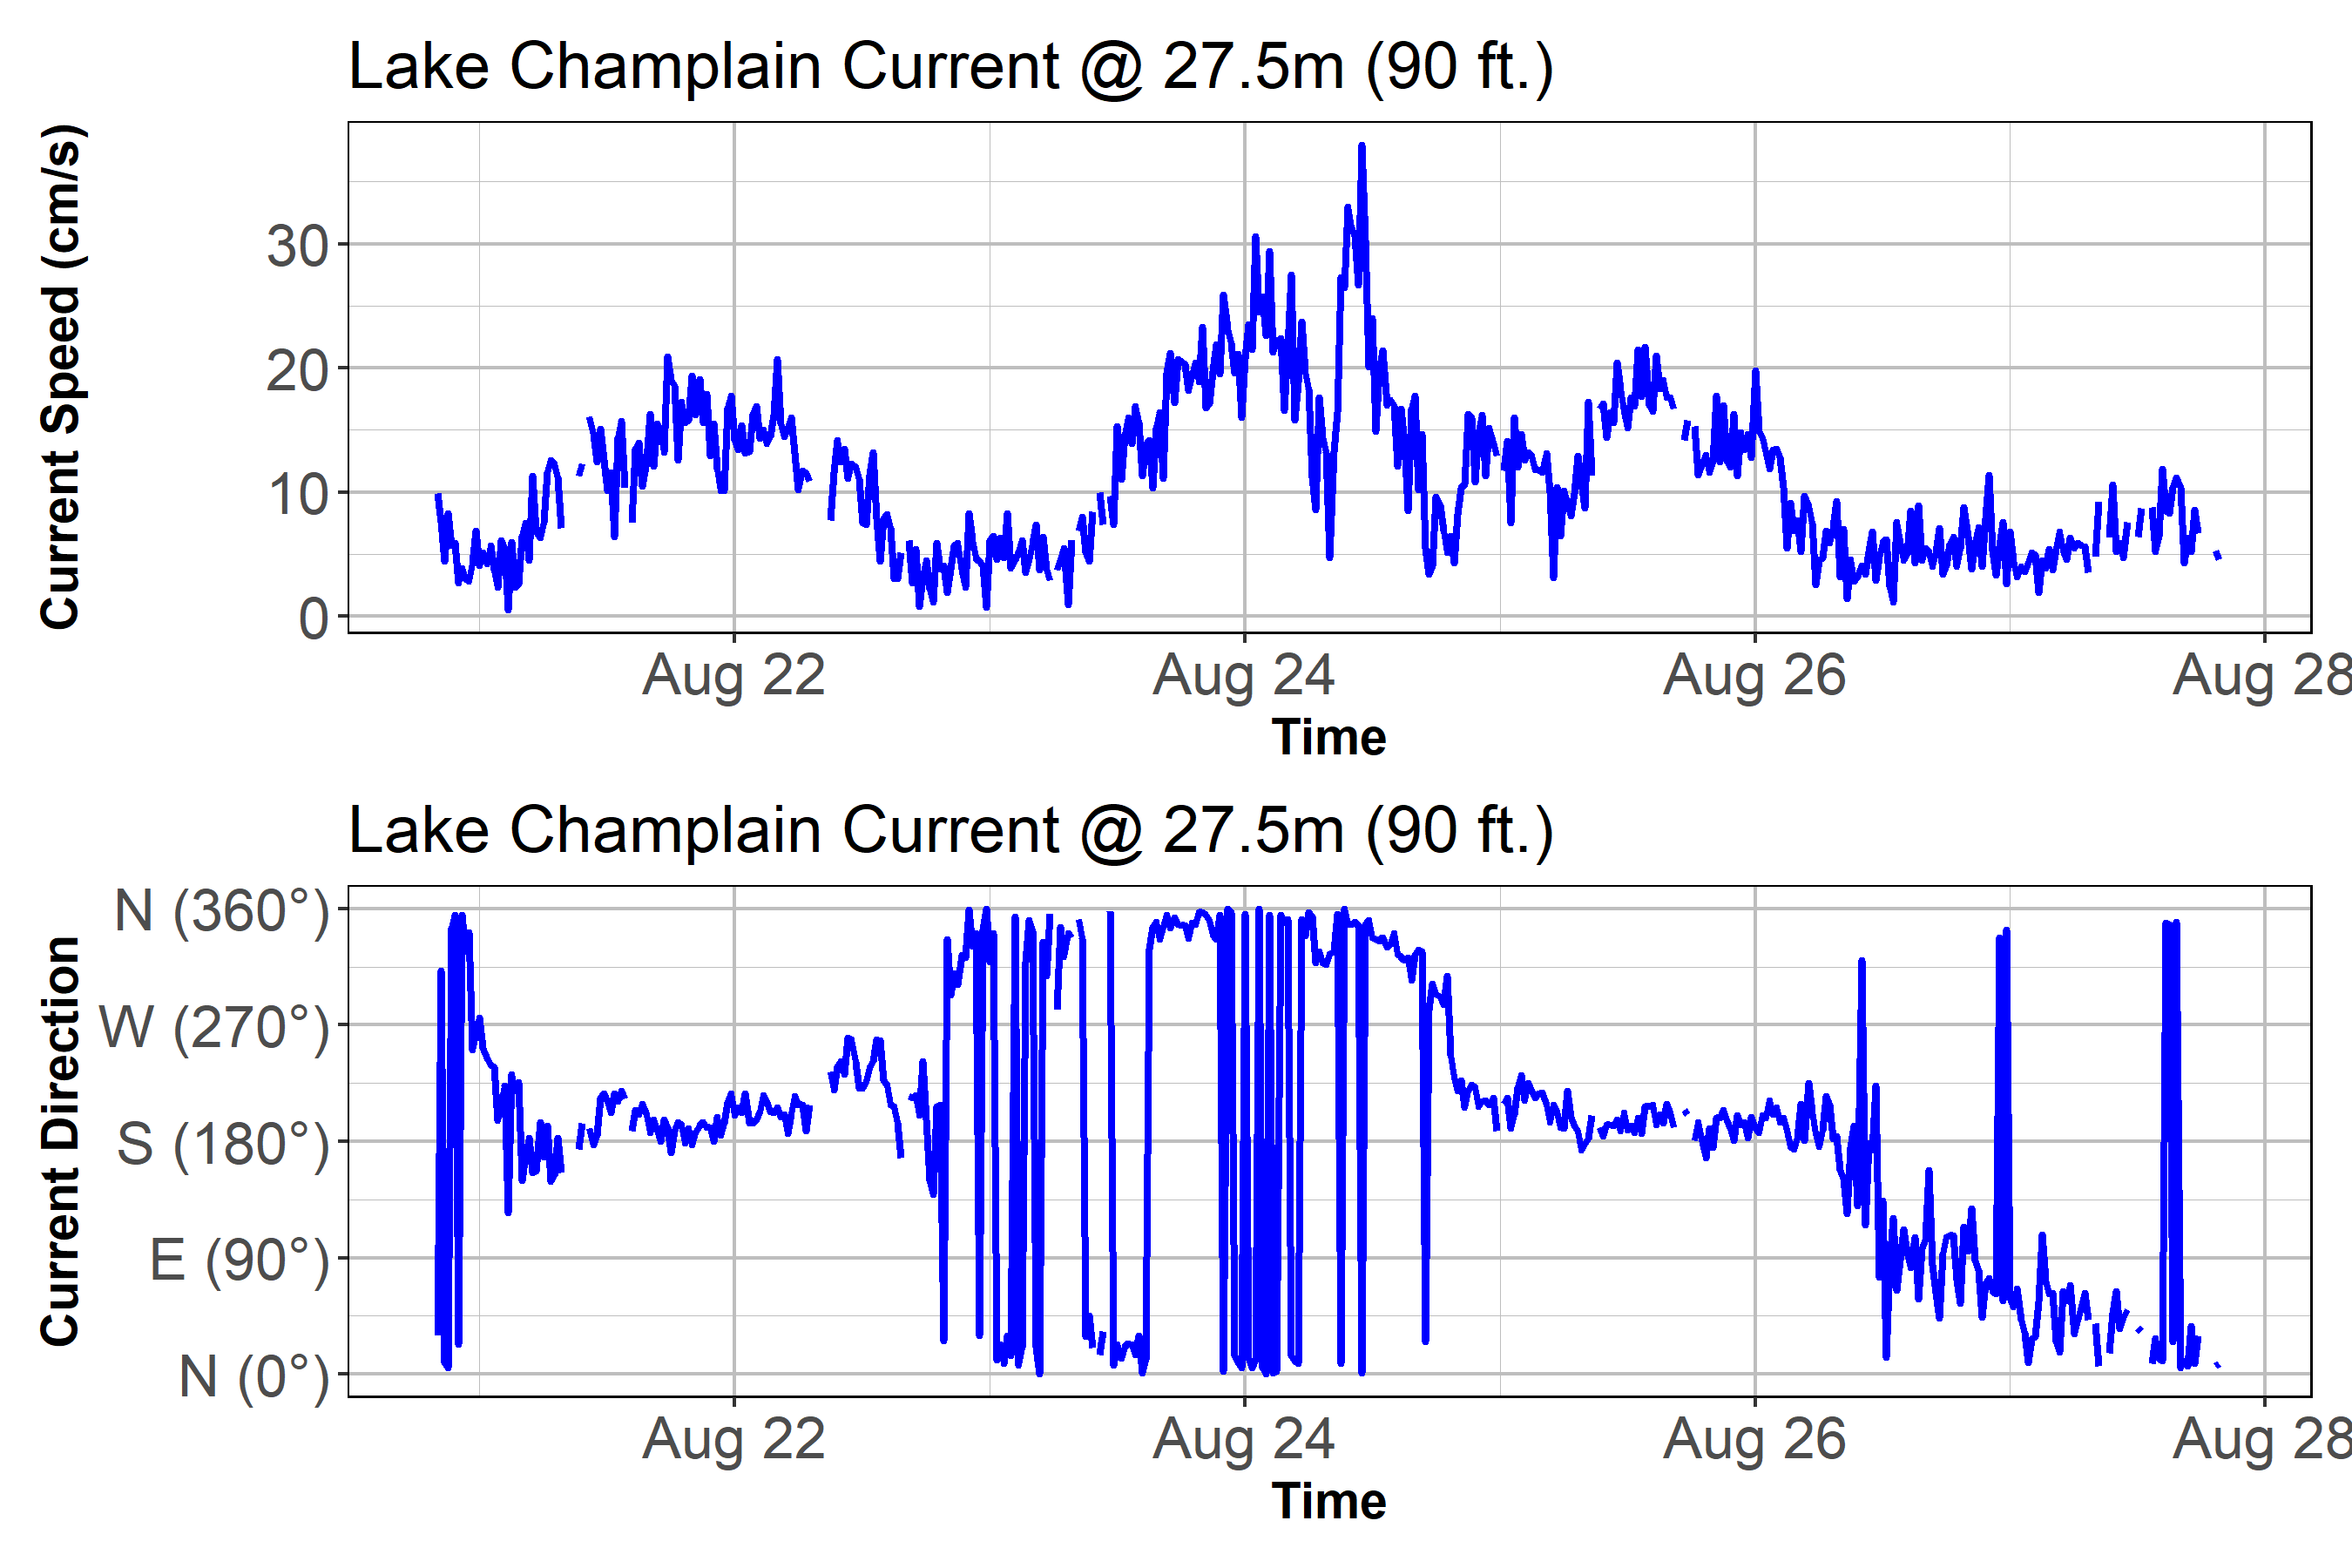 Lake Champlain Current @ 27.5m (90 ft.)
Current Speed (cm/s)
30
20
10
0
Aug 22 Aug 24 Aug 26 Aug 28
Time
Lake Champlain Current @ 27.5m (90 ft.)
Current Direction
N (360°)
W (270°)
S (180°)
E (90°)
N (0°)
Aug 22 Aug 24 Aug 26 Aug 28
Time